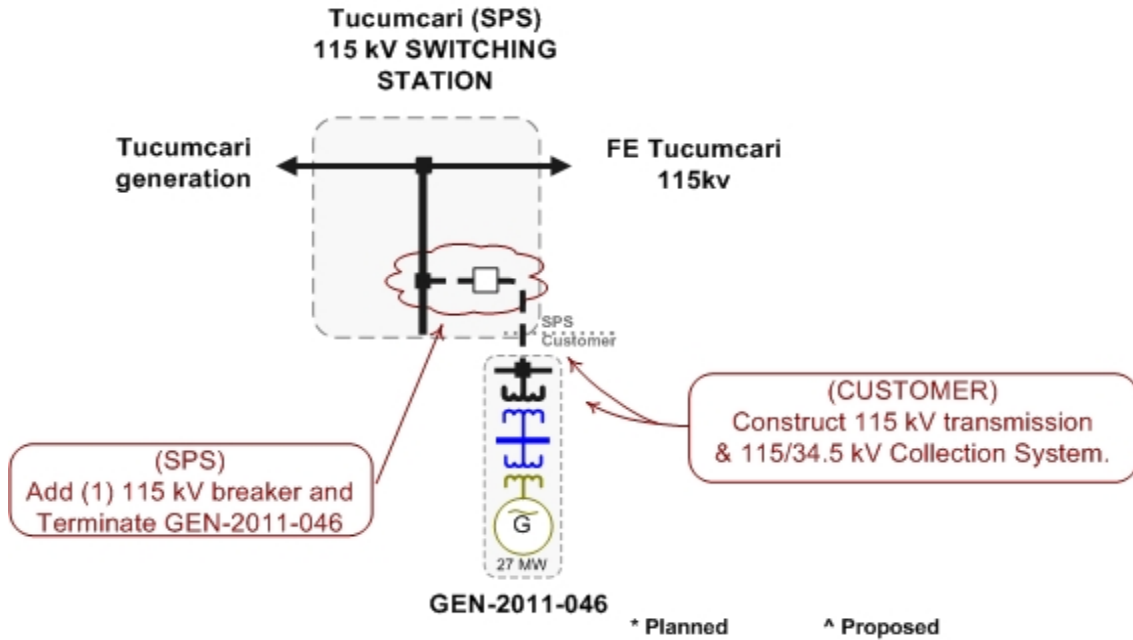 Tucumcari (SPS)
115 kV SWITCHING
STATION
Tucumcari
generation
FE Tucumcari
115kv
SPS
Customer
(CUSTOMER)
Construct 115 kV transmission
& 115/34.5 kV Collection System.
(SPS)
Add (1) 115 kV breaker and
Terminate GEN-2011-046
G
27 MW
GEN-2011-046
* Planned
^ Proposed